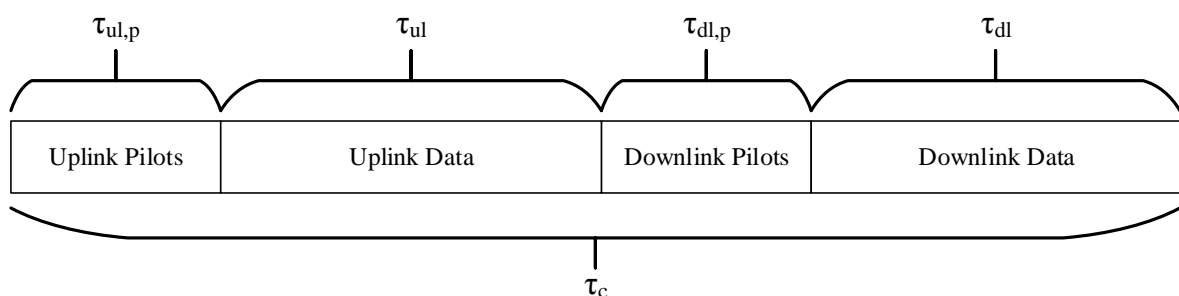 τul,p τul τdl,p τdl
Uplink Pilots Uplink Data Downlink Pilots Downlink Data
τc